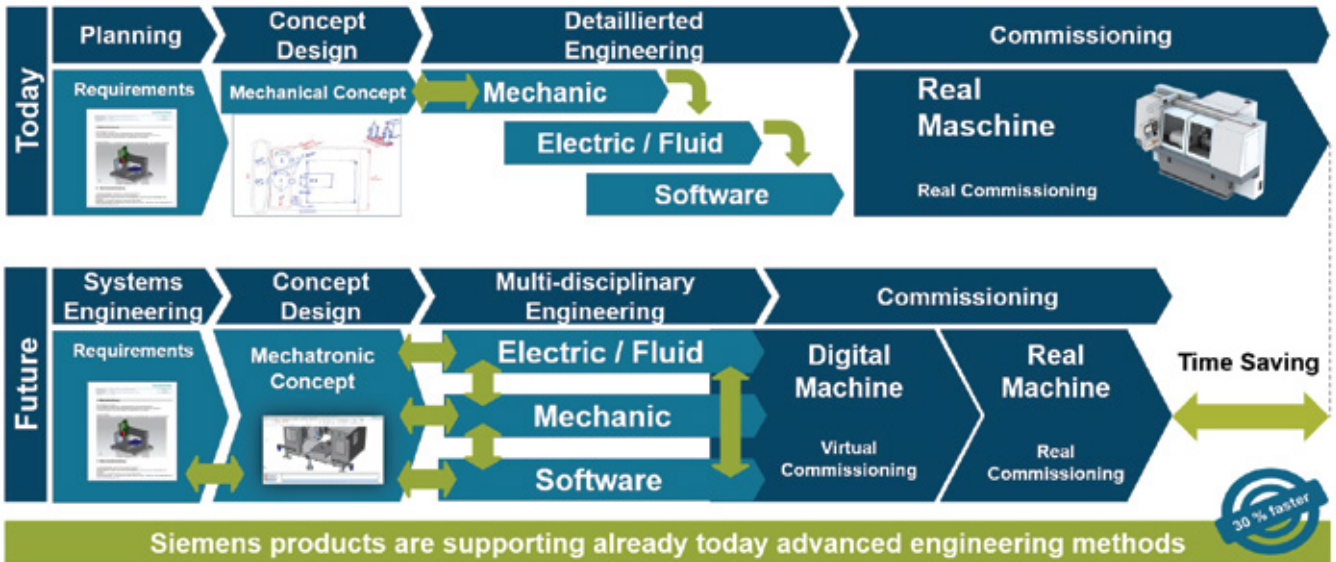 Today
Planning
Concept
Design
Detaillierted
Engineering
Commissioning
Requirements
Mechanical Concept
Mechanic
Electric / Fluid
Software
Real
Maschine
Real Commissioning
Future
Systems
Engineering
Concept
Design
Multi-disciplinary
Engineering
Commissioning
Requirements
Mechatronic
Concept
Electric / Fluid
Mechanic
Software
Digital
Machine
Virtual
Commissioning
Real
Machine
Real
Commissioning
Time Saving
30 % faster
Siemens products are supporting already today advanced engineering methods